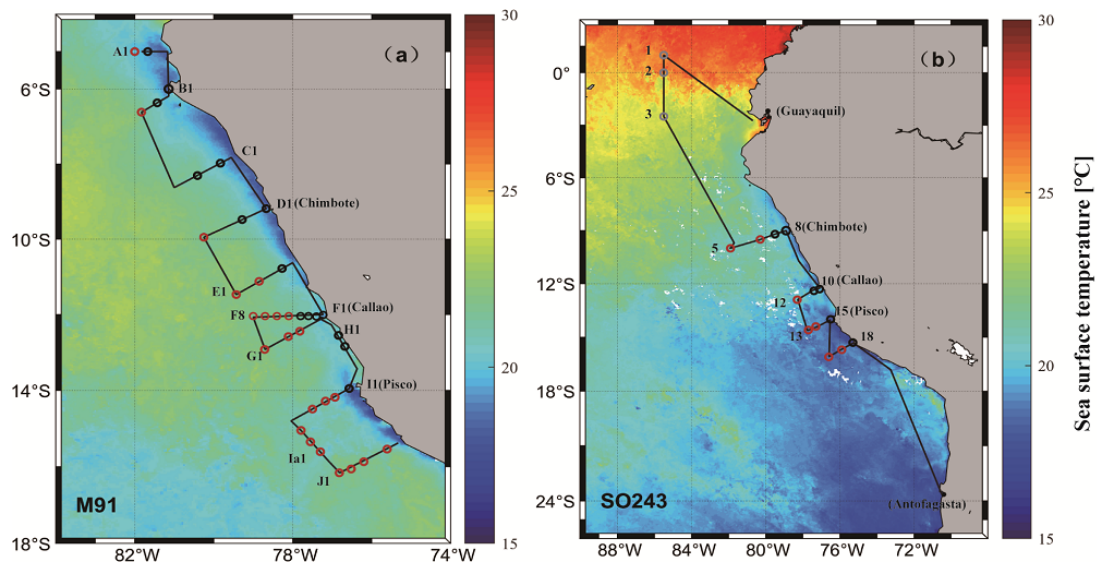 (a)
A1
B1
C1
D1(Chimbote)
E1
F1(Callao)
F8
H1
G1
I1(Pisco)
Ia1
J1
M91
6°S
10°S
14°S
18°S
82°W
78°W
74°W
30
25
20
15
(b)
1
2
3
(Guayaquil)
8(Chimbote)
5
10 (Callao)
12
15(Pisco)
13
18
(Antofagasta)
SO243
0°
6°S
12°S
18°S
24°S
88°W
84°W
80°W
76°W
72°W
30
25
20
15
Sea surface temperature [°C]